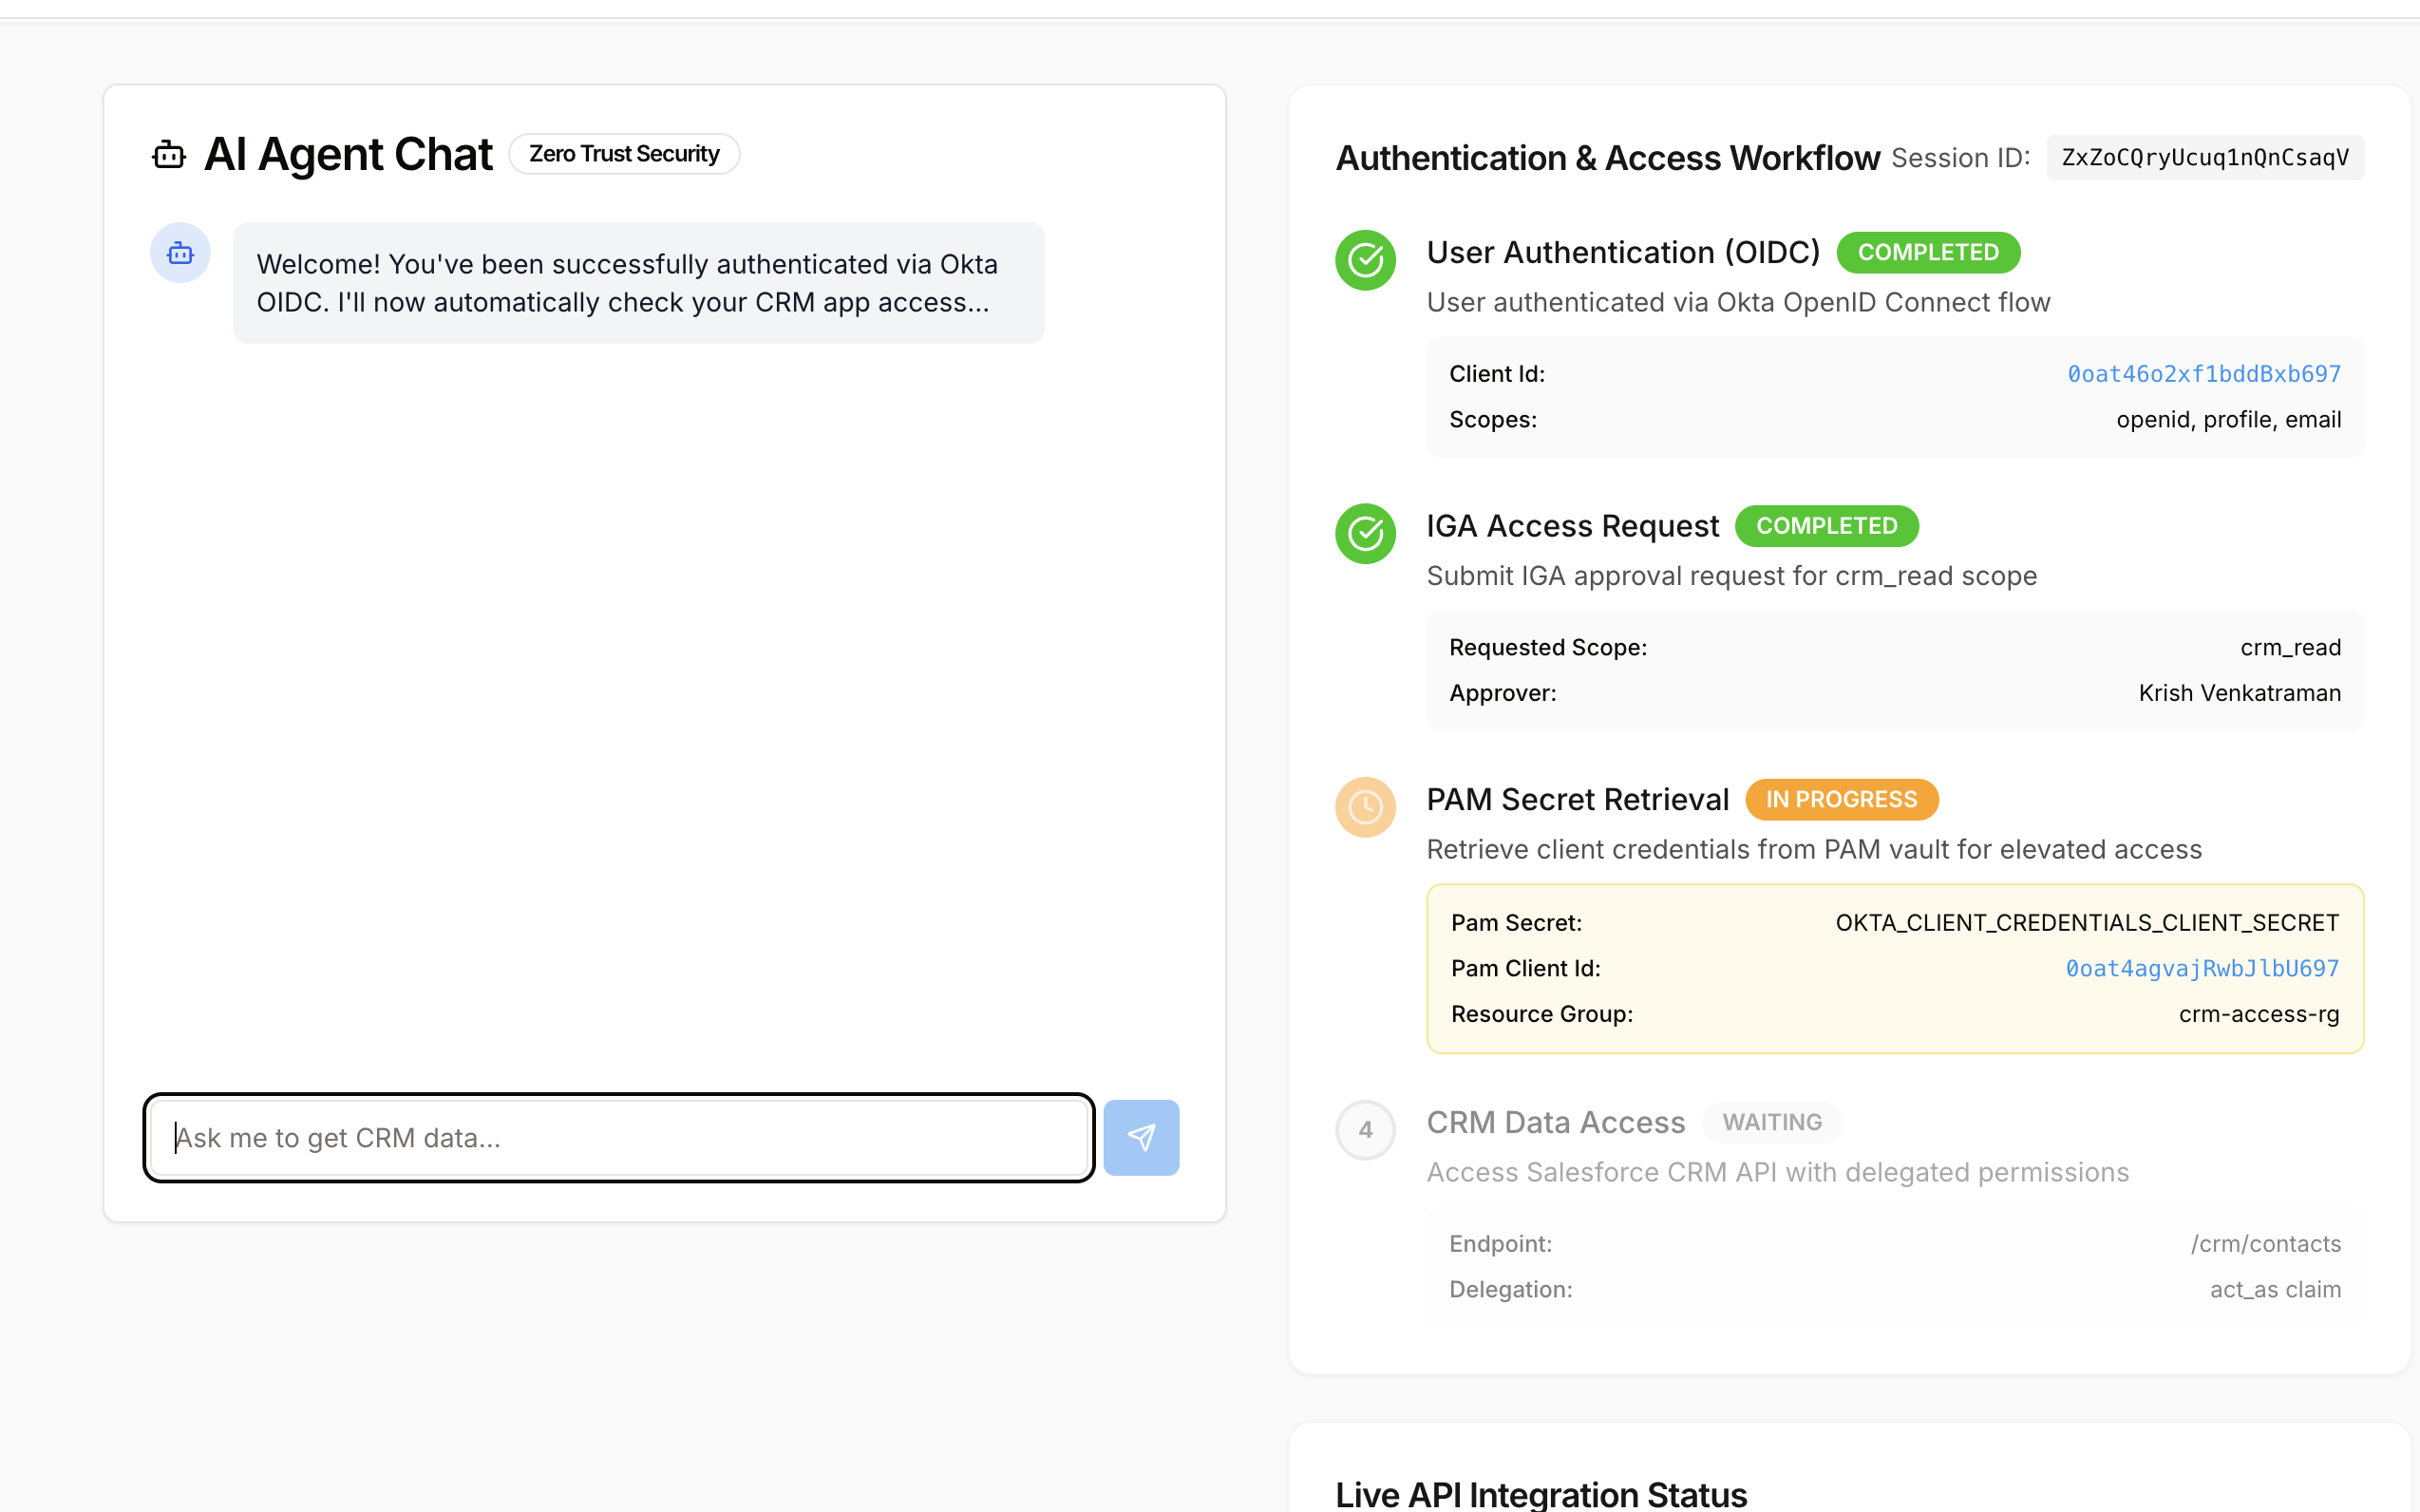 AI Agent Chat
Zero Trust Security
Welcome! You've been successfully authenticated via Okta
OIDC. I'll now automatically check your CRM app access...
Ask me to get CRM data...
Authentication & Access Workflow
Session ID:
ZxZoCQryUcuq1nQnCsaqV
User Authentication (OIDC)
COMPLETED
User authenticated via Okta OpenID Connect flow
Client Id:
0oat46o2xf1bddBxb697
Scopes:
openid, profile, email
IGA Access Request
COMPLETED
Submit IGA approval request for crm_read scope
Requested Scope:
crm_read
Approver:
Krish Venkatraman
PAM Secret Retrieval
IN PROGRESS
Retrieve client credentials from PAM vault for elevated access
Pam Secret:
OKTA_CLIENT_CREDENTIALS_CLIENT_SECRET
Pam Client Id:
0oat4agvajRwbJlbU697
Resource Group:
crm-access-rg
4
CRM Data Access
WAITING
Access Salesforce CRM API with delegated permissions
Endpoint:
/crm/contacts
Delegation:
act_as claim
Live API Integration Status